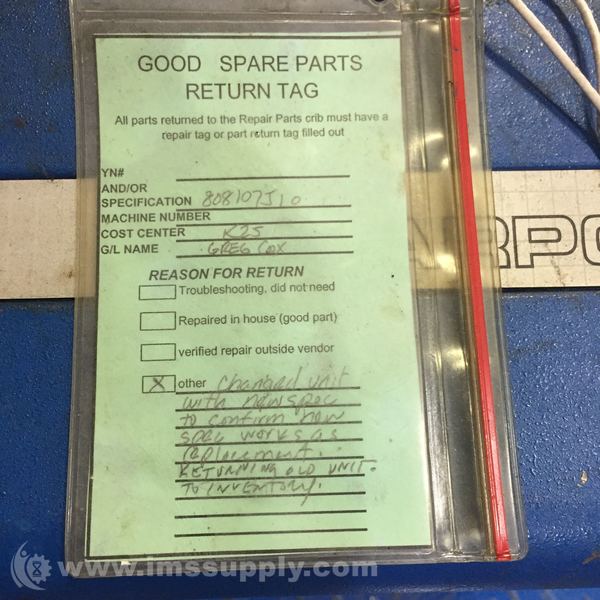 GOOD SPARE PARTS
RETURN TAG
All parts returned to the Repair Parts crib must have a
repair tag or part return tag filled out
YN#
AND/OR
SPECIFICATION 808107J10
MACHINE NUMBER
COST CENTER K25
G/L NAME GREG COX
REASON FOR RETURN
Troubleshooting, did not need
Repaired in house (good part)
verified repair outside vendor
X other Changed unit
with new spec
to confirm new
spec works as
replacement.
RETURNING OLD UNIT
TO INVENTORY.
RPO
www.imssupply.com